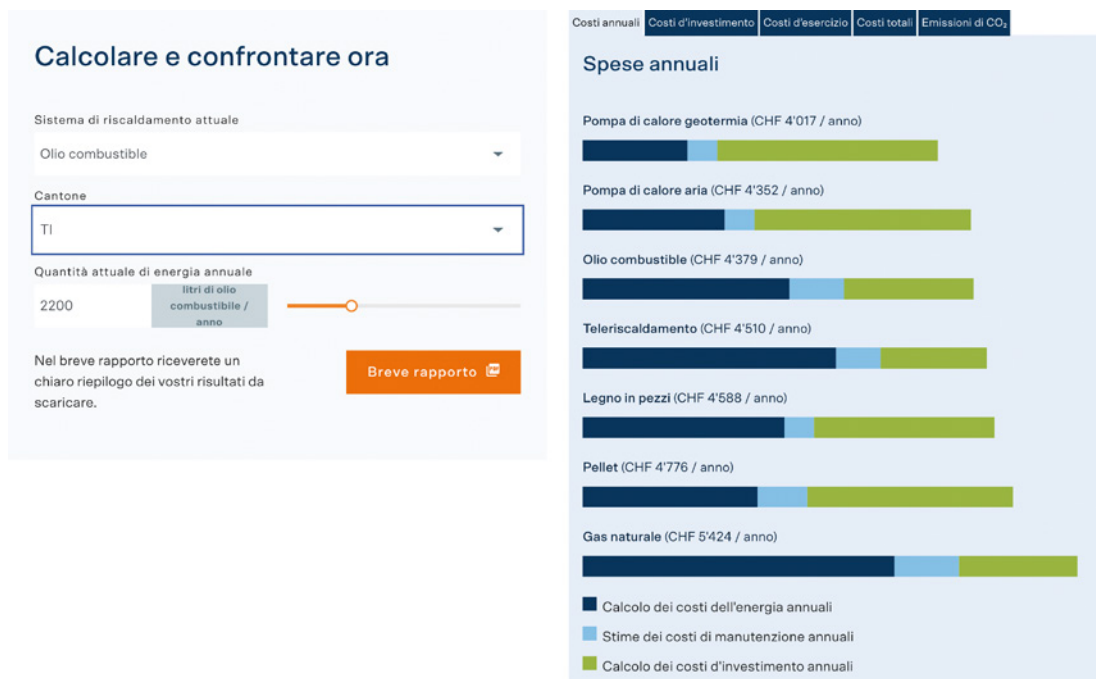 Calcolare e confrontare ora
Sistema di riscaldamento attuale
Olio combustibile
Cantone
TI
Quantità attuale di energia annuale
2200
litri di olio
combustibile /
anno
Nel breve rapporto riceverete un
chiaro riepilogo dei vostri risultati da
scaricare.
Breve rapporto
Costi annuali Costi d'investimento Costi d'esercizio Costi totali Emissioni di CO₂
Spese annuali
Pompa di calore geotermia (CHF 4'017 / anno)
Pompa di calore aria (CHF 4'352 / anno)
Olio combustibile (CHF 4'379 / anno)
Teleriscaldamento (CHF 4'510 / anno)
Legno in pezzi (CHF 4'588 / anno)
Pellet (CHF 4'776 / anno)
Gas naturale (CHF 5'424 / anno)
Calcolo dei costi dell'energia annuali
Stime dei costi di manutenzione annuali
Calcolo dei costi d'investimento annuali